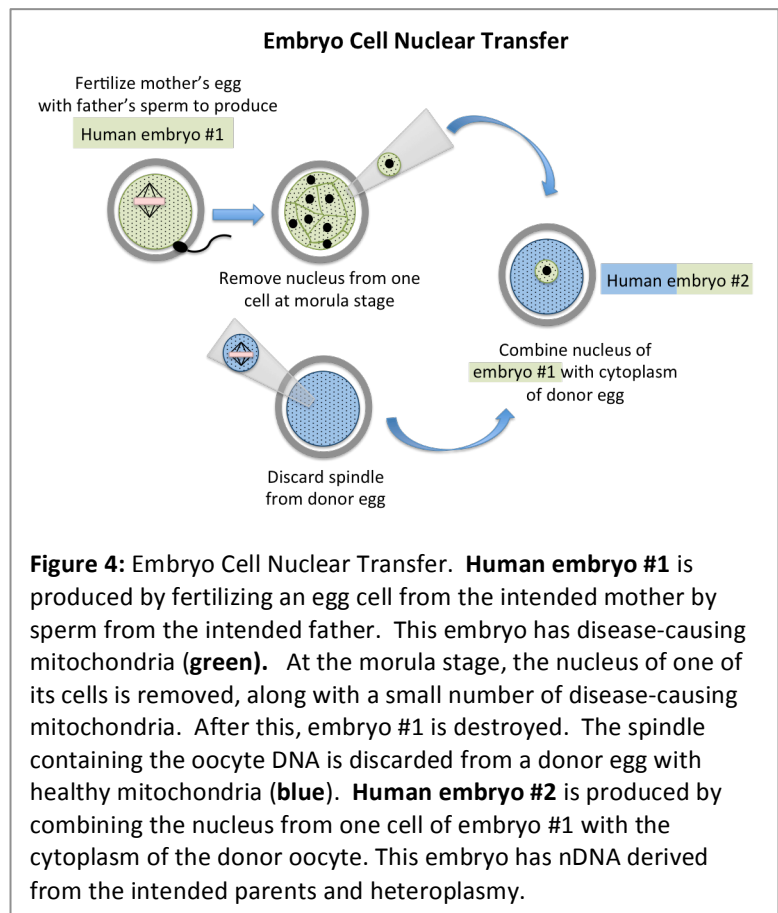 Embryo Cell Nuclear Transfer
Fertilize mother's egg
with father's sperm to produce
Human embryo #1
Remove nucleus from one
cell at morula stage
Human embryo #2
Combine nucleus of
embryo #1 with cytoplasm
of donor egg
Discard spindle
from donor egg
Figure 4: Embryo Cell Nuclear Transfer. Human embryo #1 is
produced by fertilizing an egg cell from the intended mother by
sperm from the intended father. This embryo has disease-causing
mitochondria (green). At the morula stage, the nucleus of one of
its cells is removed, along with a small number of disease-causing
mitochondria. After this, embryo #1 is destroyed. The spindle
containing the oocyte DNA is discarded from a donor egg with
healthy mitochondria (blue). Human embryo #2 is produced by
combining the nucleus from one cell of embryo #1 with the
cytoplasm of the donor oocyte. This embryo has nDNA derived
from the intended parents and heteroplasmy.